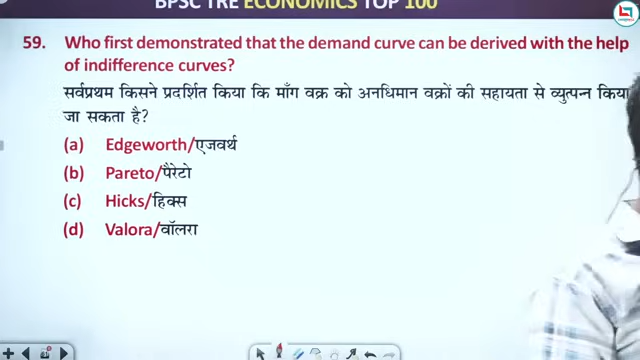 BPSC TRE ECONOMICS TOP 100
59. Who first demonstrated that the demand curve can be derived with the help
of indifference curves?
सर्वप्रथम किसने प्रदर्शित किया कि माँग वक्र को अनधिमान वक्रों की सहायता से व्युत्पन्न किया
जा सकता है?
(a) Edgeworth/एजवर्थ
(b) Pareto/पैरेटो
(c) Hicks/हिक्स
(d) Valora/वॉलरा